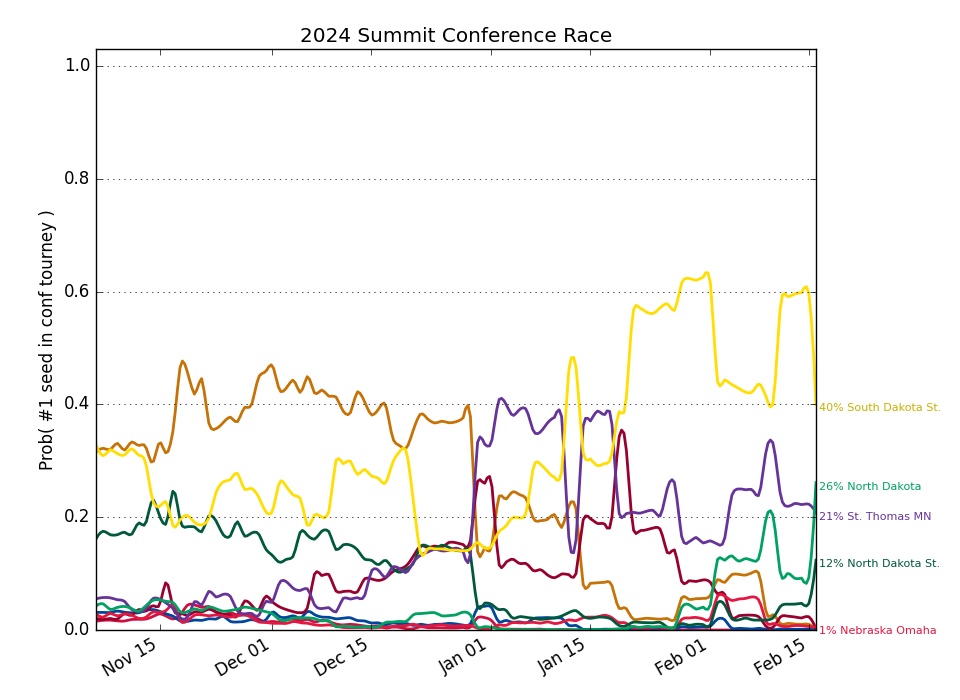 2024 Summit Conference Race
Prob( #1 seed in conf tourney )
1.0
0.8
0.6
0.4
0.2
0.0
40% South Dakota St.
26% North Dakota
21% St. Thomas MN
12% North Dakota St.
1% Nebraska Omaha
Nov 15
Dec 01
Dec 15
Jan 01
Jan 15
Feb 01
Feb 15